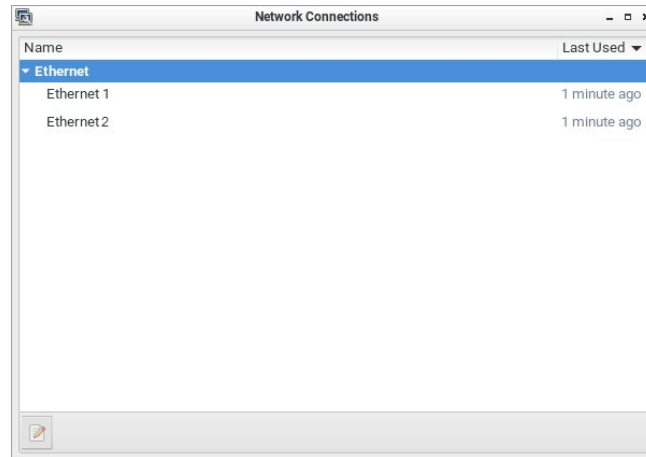 Network Connections
Name Last Used
Ethernet
Ethernet 1 1 minute ago
Ethernet 2 1 minute ago